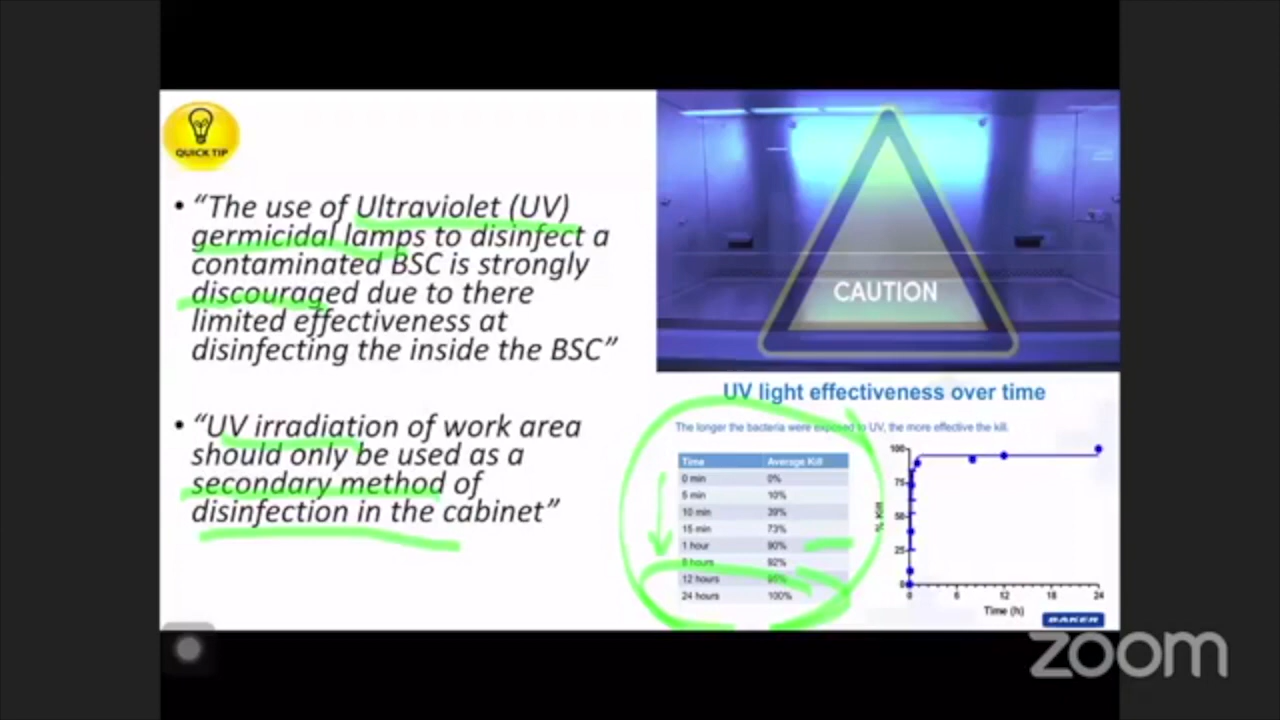 QUICK TIP
• “The use of Ultraviolet (UV)
germicidal lamps to disinfect a
contaminated BSC is strongly
discouraged due to there
limited effectiveness at
disinfecting the inside the BSC”
• “UV irradiation of work area
should only be used as a
secondary method of
disinfection in the cabinet”
CAUTION
UV light effectiveness over time
The longer the bacteria were exposed to UV, the more effective the kill.
Time Average Kill
0 min 0%
5 min 10%
10 min 39%
15 min 73%
1 hour 90%
8 hours 92%
12 hours
24 hours 100%
% Kill
100
75
50
25
0
0 6 12 18 24
Time (h)
BAKER
zoom